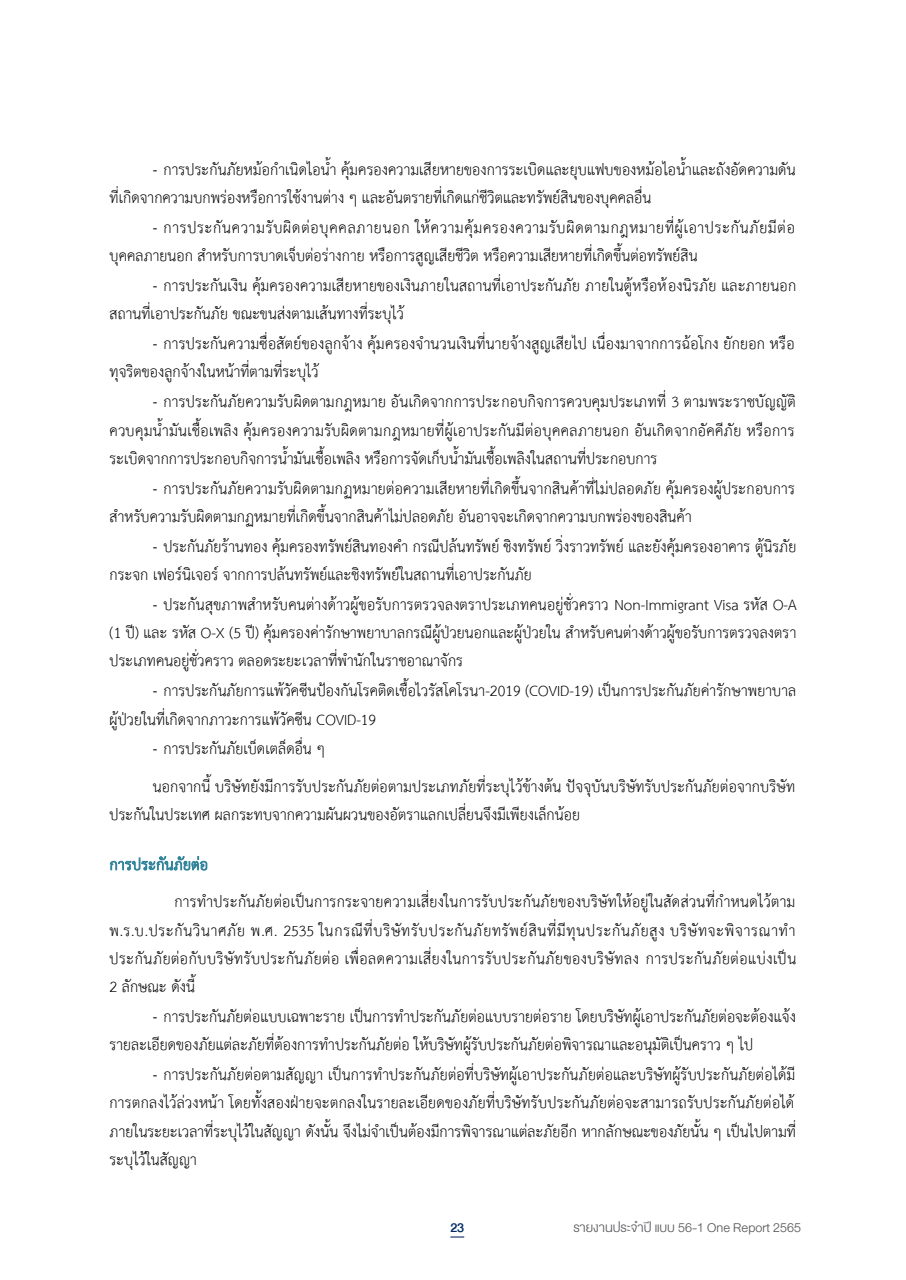 - การประกันภัยหม้อกำเนิดไอน้ำ คุ้มครองความเสียหายของการระเบิดและยุบแฟบของหม้อไอน้ำและถังอัดความดัน
ที่เกิดจากความบกพร่องหรือการใช้งานต่าง ๆ และอันตรายที่เกิดแก่ชีวิตและทรัพย์สินของบุคคลอื่น
- การประกันความรับผิดต่อบุคคลภายนอก ให้ความคุ้มครองความรับผิดตามกฎหมายที่ผู้เอาประกันภัยมีต่อ
บุคคลภายนอก สำหรับการบาดเจ็บต่อร่างกาย หรือการสูญเสียชีวิต หรือความเสียหายที่เกิดขึ้นต่อทรัพย์สิน
- การประกันเงิน คุ้มครองความเสียหายของเงินภายในสถานที่เอาประกันภัย ภายในตู้หรือห้องนิรภัย และภายนอก
สถานที่เอาประกันภัย ขณะขนส่งตามเส้นทางที่ระบุไว้
- การประกันความซื่อสัตย์ของลูกจ้าง คุ้มครองจำนวนเงินที่นายจ้างสูญเสียไป เนื่องมาจากการฉ้อโกง ยักยอก หรือ
ทุจริตของลูกจ้างในหน้าที่ตามที่ระบุไว้
- การประกันภัยความรับผิดตามกฎหมาย อันเกิดจากการประกอบกิจการควบคุมประเภทที่ 3 ตามพระราชบัญญัติ
ควบคุมน้ำมันเชื้อเพลิง คุ้มครองความรับผิดตามกฎหมายที่ผู้เอาประกันมีต่อบุคคลภายนอก อันเกิดจากอัคคีภัย หรือการ
ระเบิดจากการประกอบกิจการน้ำมันเชื้อเพลิง หรือการจัดเก็บน้ำมันเชื้อเพลิงในสถานที่ประกอบการ
- การประกันภัยความรับผิดตามกฏหมายต่อความเสียหายที่เกิดขึ้นจากสินค้าที่ไม่ปลอดภัย คุ้มครองผู้ประกอบการ
สำหรับความรับผิดตามกฏหมายที่เกิดขึ้นจากสินค้าไม่ปลอดภัย อันอาจจะเกิดจากความบกพร่องของสินค้า
- ประกันภัยร้านทอง คุ้มครองทรัพย์สินทองคำ กรณีปล้นทรัพย์ ชิงทรัพย์ วิ่งราวทรัพย์ และยังคุ้มครองอาคาร ตู้นิรภัย
กระจก เฟอร์นิเจอร์ จากการปล้นทรัพย์และชิงทรัพย์ในสถานที่เอาประกันภัย
- ประกันสุขภาพสำหรับคนต่างด้าวผู้ขอรับการตรวจลงตราประเภทคนอยู่ชั่วคราว Non-Immigrant Visa รหัส O-A
(1 ปี) และ รหัส O-X (5 ปี) คุ้มครองค่ารักษาพยาบาลกรณีผู้ป่วยนอกและผู้ป่วยใน สำหรับคนต่างด้าวผู้ขอรับการตรวจลงตรา
ประเภทคนอยู่ชั่วคราว ตลอดระยะเวลาที่พำนักในราชอาณาจักร
- การประกันภัยการแพ้วัคซีนป้องกันโรคติดเชื้อไวรัสโคโรนา-2019 (COVID-19) เป็นการประกันภัยค่ารักษาพยาบาล
ผู้ป่วยในที่เกิดจากภาวะการแพ้วัคซีน COVID-19
- การประกันภัยเบ็ดเตล็ดอื่น ๆ
นอกจากนี้ บริษัทยังมีการรับประกันภัยต่อตามประเภทภัยที่ระบุไว้ข้างต้น ปัจจุบันบริษัทรับประกันภัยต่อจากบริษัท
ประกันในประเทศ ผลกระทบจากความผันผวนของอัตราแลกเปลี่ยนจึงมีเพียงเล็กน้อย
การประกันภัยต่อ
การทำประกันภัยต่อเป็นการกระจายความเสี่ยงในการรับประกันภัยของบริษัทให้อยู่ในสัดส่วนที่กำหนดไว้ตาม
พ.ร.บ.ประกันวินาศภัย พ.ศ. 2535 ในกรณีที่บริษัทรับประกันภัยทรัพย์สินที่มีทุนประกันภัยสูง บริษัทจะพิจารณาทำ
ประกันภัยต่อกับบริษัทรับประกันภัยต่อ เพื่อลดความเสี่ยงในการรับประกันภัยของบริษัทลง การประกันภัยต่อแบ่งเป็น
2 ลักษณะ ดังนี้
- การประกันภัยต่อแบบเฉพาะราย เป็นการทำประกันภัยต่อแบบรายต่อราย โดยบริษัทผู้เอาประกันภัยต่อจะต้องแจ้ง
รายละเอียดของภัยแต่ละภัยที่ต้องการทำประกันภัยต่อ ให้บริษัทผู้รับประกันภัยต่อพิจารณาและอนุมัติเป็นคราว ๆ ไป
- การประกันภัยต่อตามสัญญา เป็นการทำประกันภัยต่อที่บริษัทผู้เอาประกันภัยต่อและบริษัทผู้รับประกันภัยต่อได้มี
การตกลงไว้ล่วงหน้า โดยทั้งสองฝ่ายจะตกลงในรายละเอียดของภัยที่บริษัทรับประกันภัยต่อจะสามารถรับประกันภัยต่อได้
ภายในระยะเวลาที่ระบุไว้ในสัญญา ดังนั้น จึงไม่จำเป็นต้องมีการพิจารณาแต่ละภัยอีก หากลักษณะของภัยนั้น ๆ เป็นไปตามที่
ระบุไว้ในสัญญา
23
รายงานประจำปี แบบ 56-1 One Report 2565